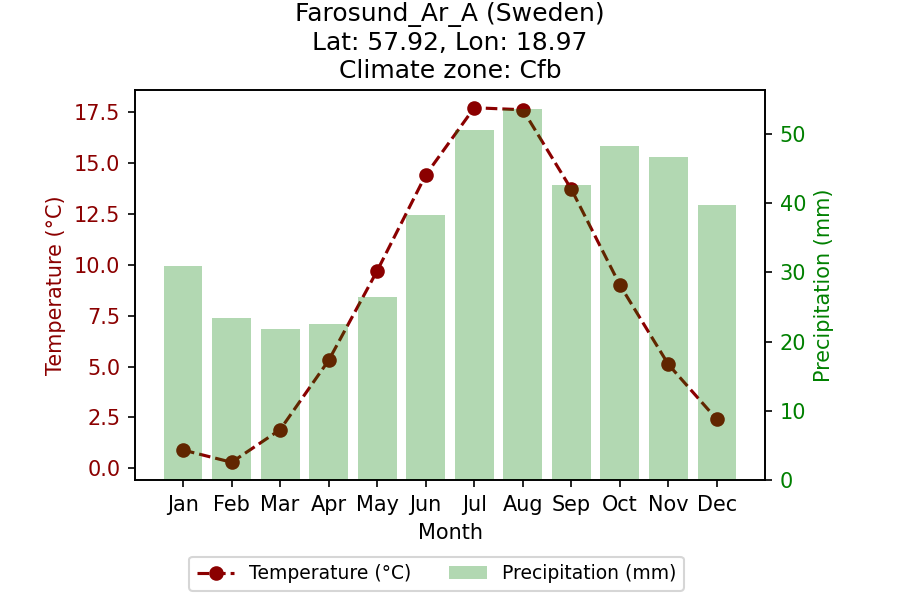 Farosund_Ar_A (Sweden)
Lat: 57.92, Lon: 18.97
Climate zone: Cfb
17.5
15.0
12.5
10.0
7.5
5.0
2.5
0.0
Temperature (°C)
50
40
30
20
10
0
Precipitation (mm)
Jan Feb Mar Apr May Jun Jul Aug Sep Oct Nov Dec
Month
Temperature (°C) Precipitation (mm)